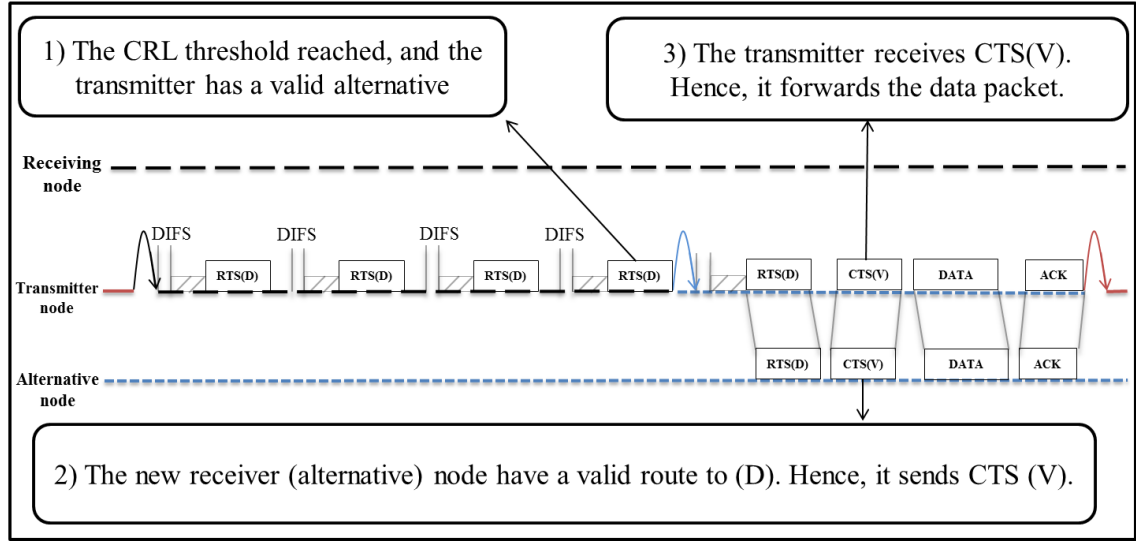 1) The CRL threshold reached, and the
transmitter has a valid alternative
3) The transmitter receives CTS(V).
Hence, it forwards the data packet.
Receiving
node
DIFS DIFS DIFS DIFS
RTS(D) RTS(D) RTS(D) RTS(D) RTS(D) CTS(V) DATA ACK
Transmitter
node
RTS(D) CTS(V) DATA ACK
Alternative
node
2) The new receiver (alternative) node have a valid route to (D). Hence, it sends CTS (V).